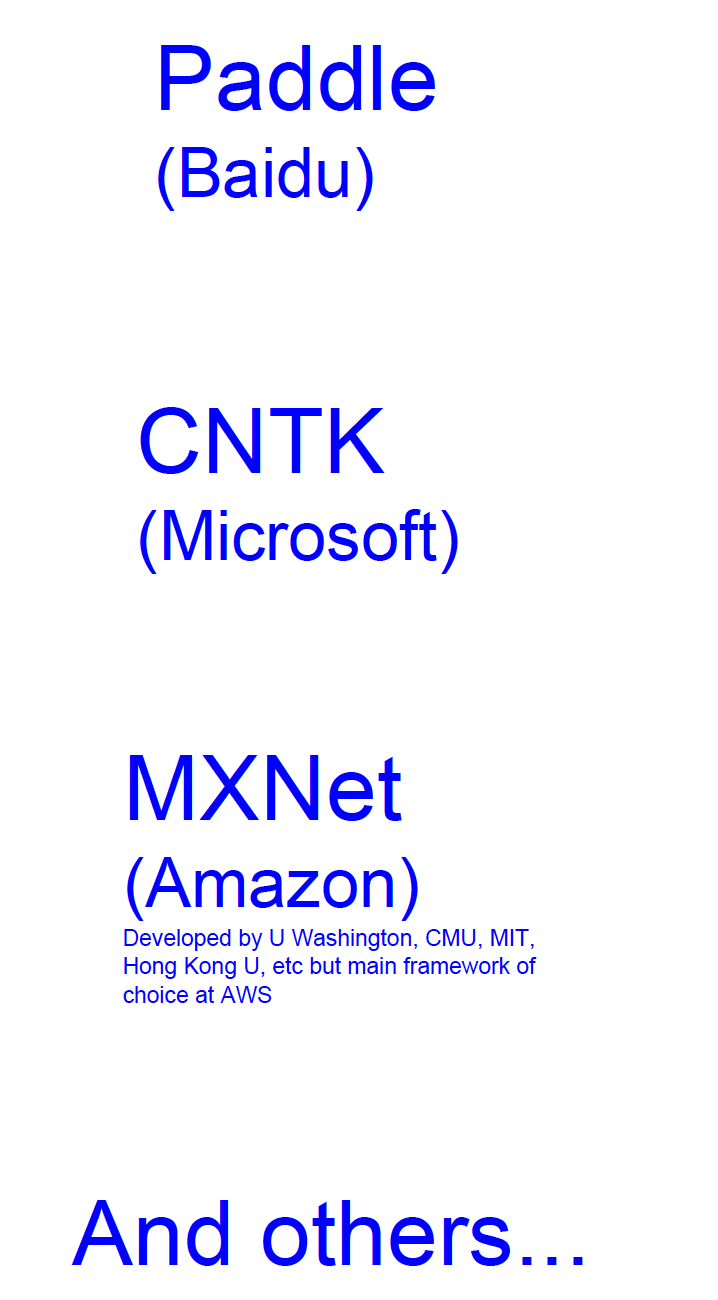 Paddle
(Baidu)
CNTK
(Microsoft)
MXNet
(Amazon)
Developed by U Washington, CMU, MIT,
Hong Kong U, etc but main framework of
choice at AWS
And others...